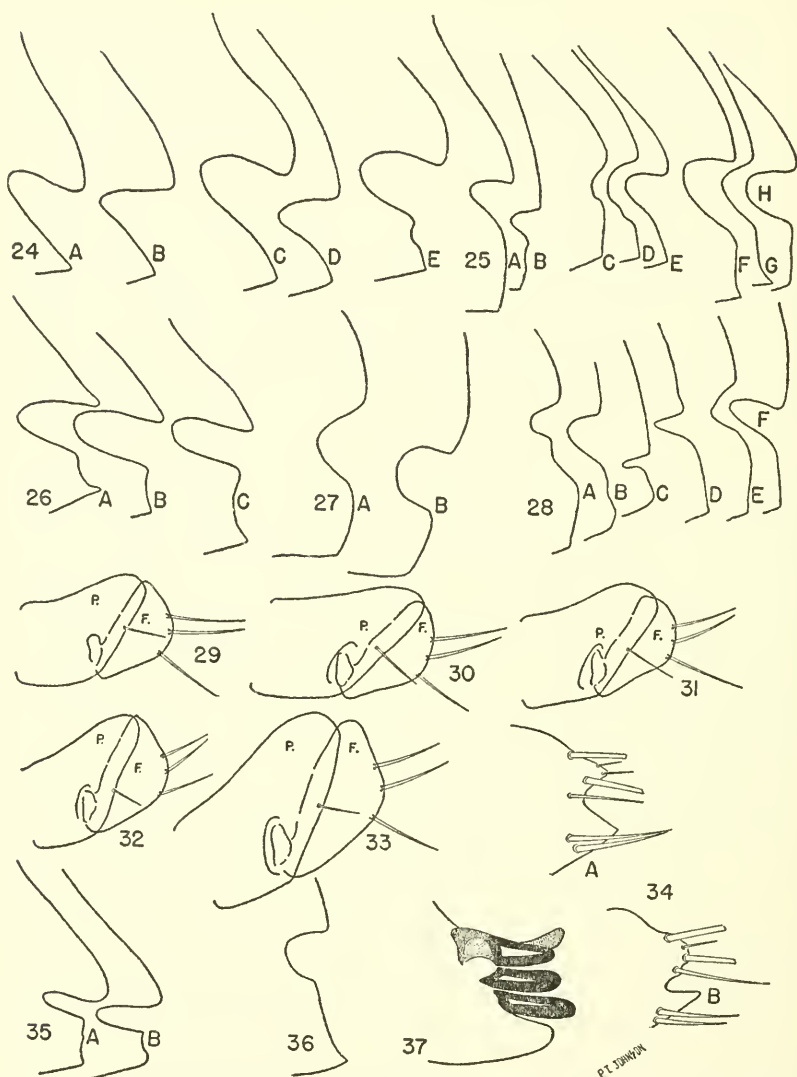 24 A B C D E 25 A B C D E F G H
26 A B C 27 A B 28 A B C D E F
P. F. 29 P. F. 30 P. F. 31
P. F. 32 P. F. 33 A 34
35 A B 36 37 B
P.T. JOHNSON